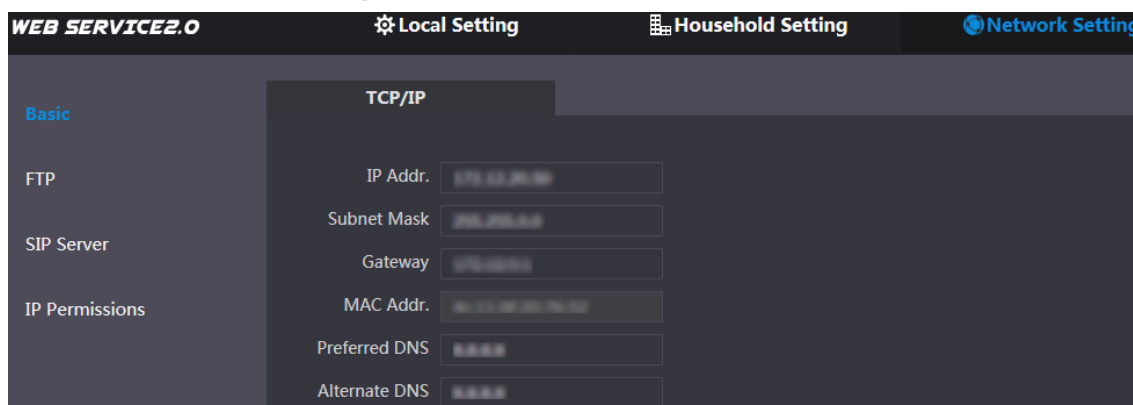 WEB SERVICE2.0
Local Setting
Household Setting
Network Setting
Basic
FTP
SIP Server
IP Permissions
TCP/IP
IP Addr.
Subnet Mask
Gateway
MAC Addr.
Preferred DNS
Alternate DNS